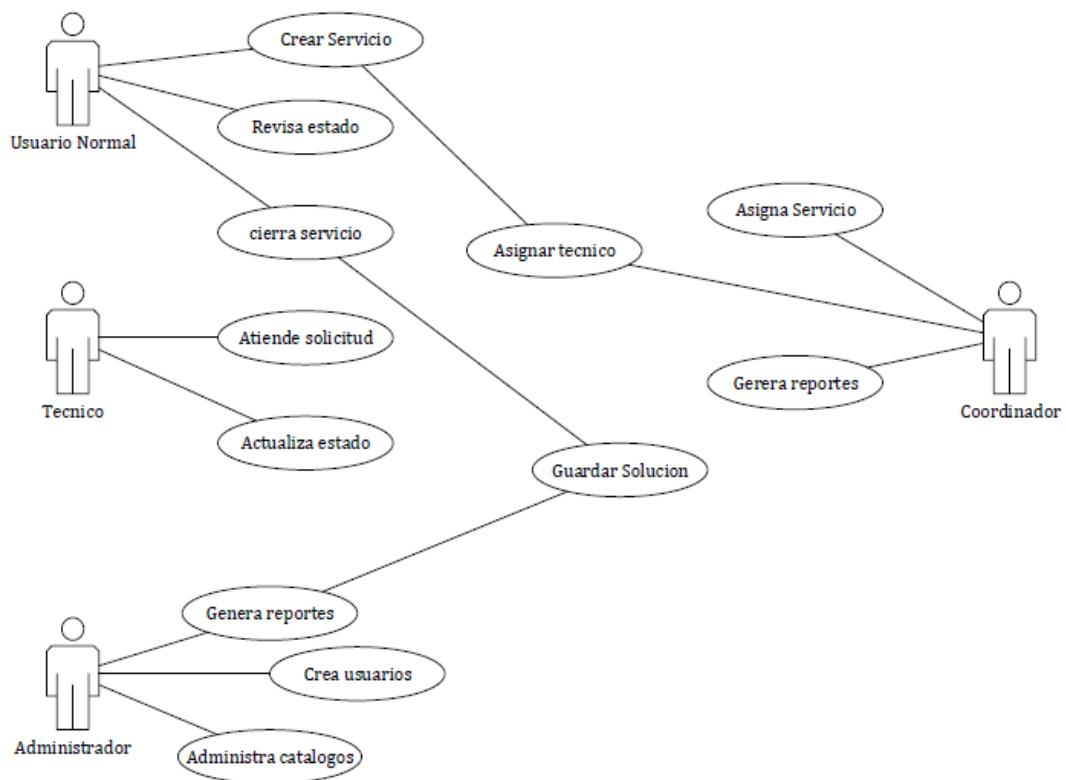 Crear Servicio
Usuario Normal
Revisa estado
Asigna Servicio
cierra servicio
Asignar tecnico
Atiende solicitud
Gerera reportes
Tecnico
Coordinador
Actualiza estado
Guardar Solucion
Genera reportes
Crea usuarios
Administrador
Administra catalogos